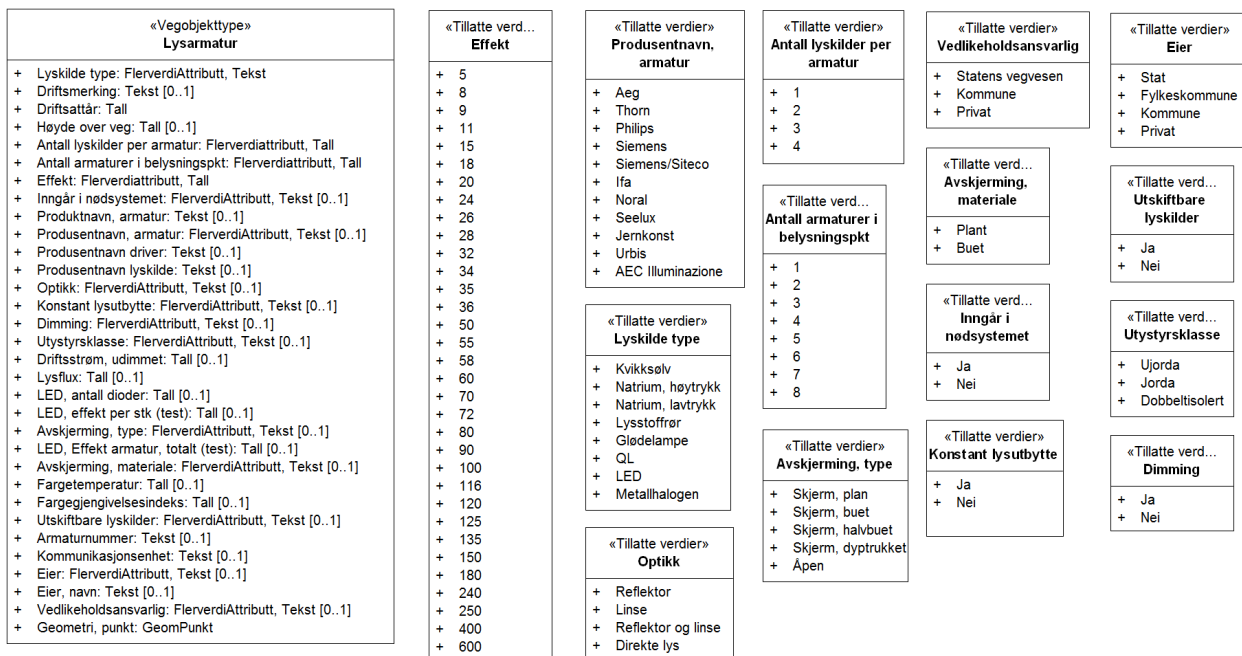 «Vegobjekttype»
Lysarmatur
+ Lyskilde type: FlerverdiAttributt, Tekst
+ Driftsmerking: Tekst [0..1]
+ Driftsattår: Tall
+ Høyde over veg: Tall [0..1]
+ Antall lyskilder per armatur: Flerverdiattributt, Tall
+ Antall armaturer i belysningspkt: Flerverdiattributt, Tall
+ Effekt: Flerverdiattributt, Tall
+ Inngår i nødsystemet: FlerverdiAttributt, Tekst [0..1]
+ Produktnavn, armatur: Tekst [0..1]
+ Produsentnavn, armatur: FlerverdiAttributt, Tekst [0..1]
+ Produsentnavn driver: Tekst [0..1]
+ Produsentnavn lyskilde: Tekst [0..1]
+ Optikk: FlerverdiAttributt, Tekst [0..1]
+ Konstant lysutbytte: FlerverdiAttributt, Tekst [0..1]
+ Dimming: FlerverdiAttributt, Tekst [0..1]
+ Utystyrsklasse: FlerverdiAttributt, Tekst [0..1]
+ Driftsstrøm, udimmet: Tall [0..1]
+ Lysflux: Tall [0..1]
+ LED, antall dioder: Tall [0..1]
+ LED, effekt per stk (test): Tall [0..1]
+ Avskjerming, type: FlerverdiAttributt, Tekst [0..1]
+ LED, Effekt armatur, totalt (test): Tall [0..1]
+ Avskjerming, materiale: FlerverdiAttributt, Tekst [0..1]
+ Fargetemperatur: Tall [0..1]
+ Fargegjengivelsesindeks: Tall [0..1]
+ Utskiftbare lyskilder: FlerverdiAttributt, Tekst [0..1]
+ Armaturnummer: Tekst [0..1]
+ Kommunikasjonsenhet: Tekst [0..1]
+ Eier: FlerverdiAttributt, Tekst [0..1]
+ Eier, navn: Tekst [0..1]
+ Vedlikeholdsansvarlig: FlerverdiAttributt, Tekst [0..1]
+ Geometri, punkt: GeomPunkt
«Tillatte verd...
Effekt
+ 5
+ 8
+ 9
+ 11
+ 15
+ 18
+ 20
+ 24
+ 26
+ 28
+ 32
+ 34
+ 35
+ 36
+ 50
+ 55
+ 58
+ 60
+ 70
+ 72
+ 80
+ 90
+ 100
+ 116
+ 120
+ 125
+ 135
+ 150
+ 180
+ 240
+ 250
+ 400
+ 600
«Tillatte verdier»
Produsentnavn,
armatur
+ Aeg
+ Thorn
+ Philips
+ Siemens
+ Siemens/Siteco
+ Ifa
+ Noral
+ Seelux
+ Jernkonst
+ Urbis
+ AEC Illuminazione
«Tillatte verdier»
Lyskilde type
+ Kvikksølv
+ Natrium, høytrykk
+ Natrium, lavtrykk
+ Lysstoffrør
+ Glødelampe
+ QL
+ LED
+ Metallhalogen
«Tillatte verdier»
Optikk
+ Reflektor
+ Linse
+ Reflektor og linse
+ Direkte lys
«Tillatte verdier»
Antall lyskilder per
armatur
+ 1
+ 2
+ 3
+ 4
«Tillatte verd...
Antall armaturer i
belysningspkt
+ 1
+ 2
+ 3
+ 4
+ 5
+ 6
+ 7
+ 8
«Tillatte verdier»
Avskjerming, type
+ Skjerm, plan
+ Skjerm, buet
+ Skjerm, halvbuet
+ Skjerm, dyptrukket
+ Åpen
«Tillatte verdier»
Vedlikeholdsansvarlig
+ Statens vegvesen
+ Kommune
+ Privat
«Tillatte verd...
Avskjerming,
materiale
+ Plant
+ Buet
«Tillatte verd...
Inngår i
nødsystemet
+ Ja
+ Nei
«Tillatte verdier»
Konstant lysutbytte
+ Ja
+ Nei
«Tillatte verdier»
Eier
+ Stat
+ Fylkeskommune
+ Kommune
+ Privat
«Tillatte verd...
Utskiftbare
lyskilder
+ Ja
+ Nei
«Tillatte verd...
Utystyrsklasse
+ Ujorda
+ Jorda
+ Dobbeltisolert
«Tillatte verd...
Dimming
+ Ja
+ Nei